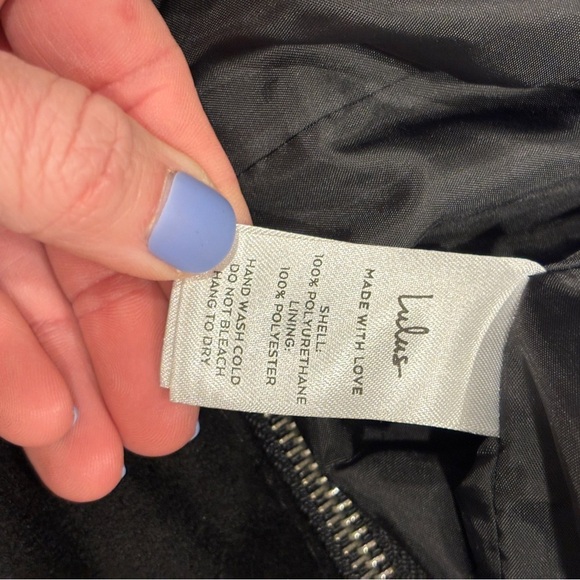 Lulus
MADE WITH LOVE
SHELL:
100% POLYURETHANE
LINING:
100% POLYESTER
HAND WASH COLD
DO NOT BLEACH
HANG TO DRY